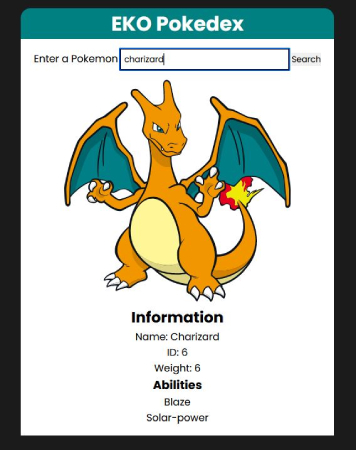 EKO Pokedex
Enter a Pokemon charizard Search
Information
Name: Charizard
ID: 6
Weight: 6
Abilities
Blaze
Solar-power